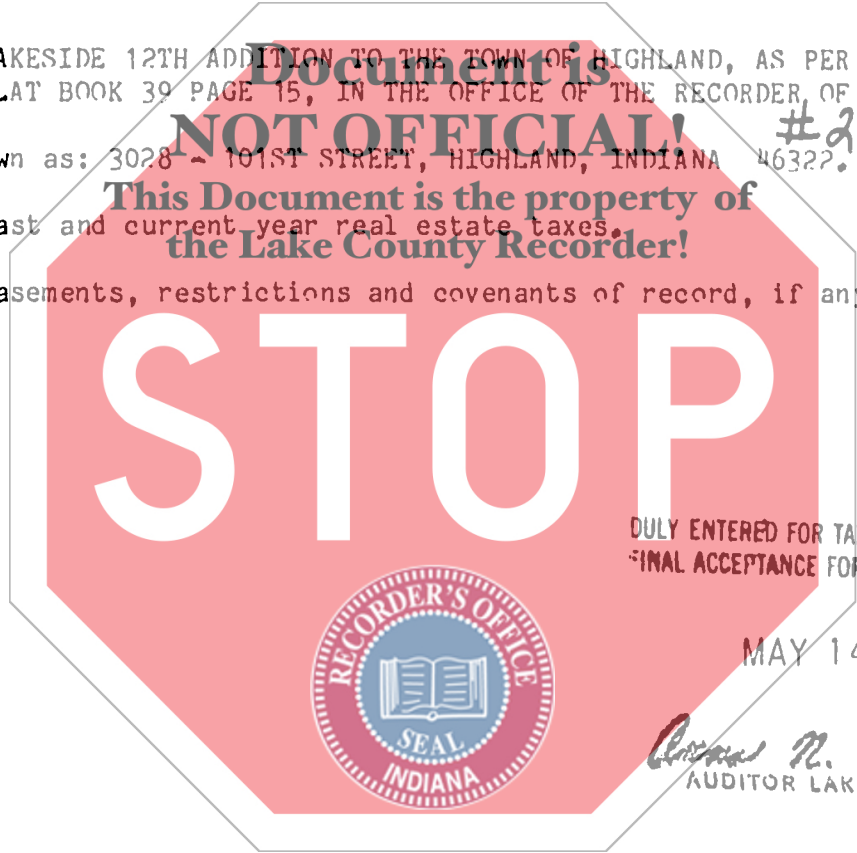 AKESIDE 12TH ADDITION TO THE TOWN OF HIGHLAND, AS PER
LAT BOOK 39 PAGE 15, IN THE OFFICE OF THE RECORDER OF
Document is
NOT OFFICIAL!
#2
wn as: 3028 - 101ST STREET, HIGHLAND, INDIANA 46322.
This Document is the property of
ast and current year real estate taxes.
the Lake County Recorder!
asements, restrictions and covenants of record, if any
STOP
DULY ENTERED FOR TA
FINAL ACCEPTANCE FOR
RECORDER'S OFFICE
SEAL
INDIANA
MAY 14
N.
AUDITOR LAK